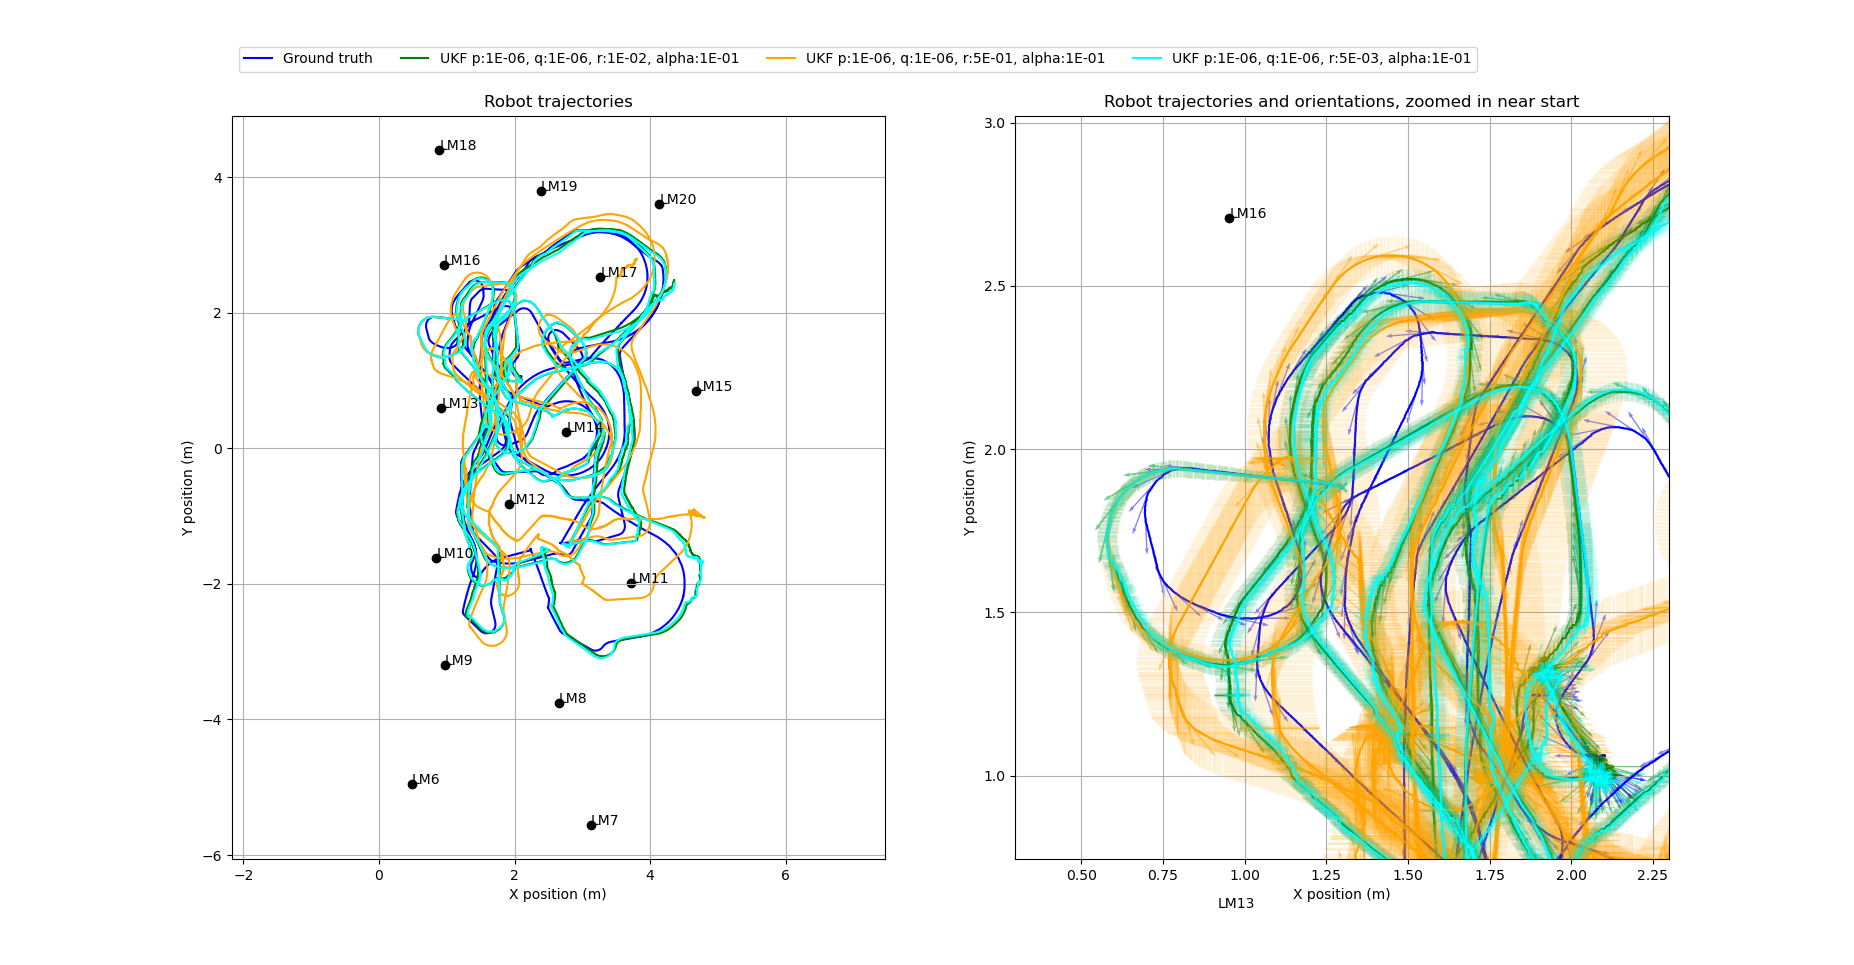 Ground truth
UKF p:1E-06, q:1E-06, r:1E-02, alpha:1E-01
UKF p:1E-06, q:1E-06, r:5E-01, alpha:1E-01
UKF p:1E-06, q:1E-06, r:5E-03, alpha:1E-01
Robot trajectories
LM18
LM19
LM20
LM16
LM17
LM15
LM13
LM14
LM12
LM10
LM11
LM9
LM8
LM6
LM7
4
2
0
−2
−4
−6
Y position (m)
−2
0
2
4
6
X position (m)
Robot trajectories and orientations, zoomed in near start
LM16
3.0
2.5
2.0
1.5
1.0
Y position (m)
0.50
0.75
1.00
1.25
1.50
1.75
2.00
2.25
X position (m)
LM13